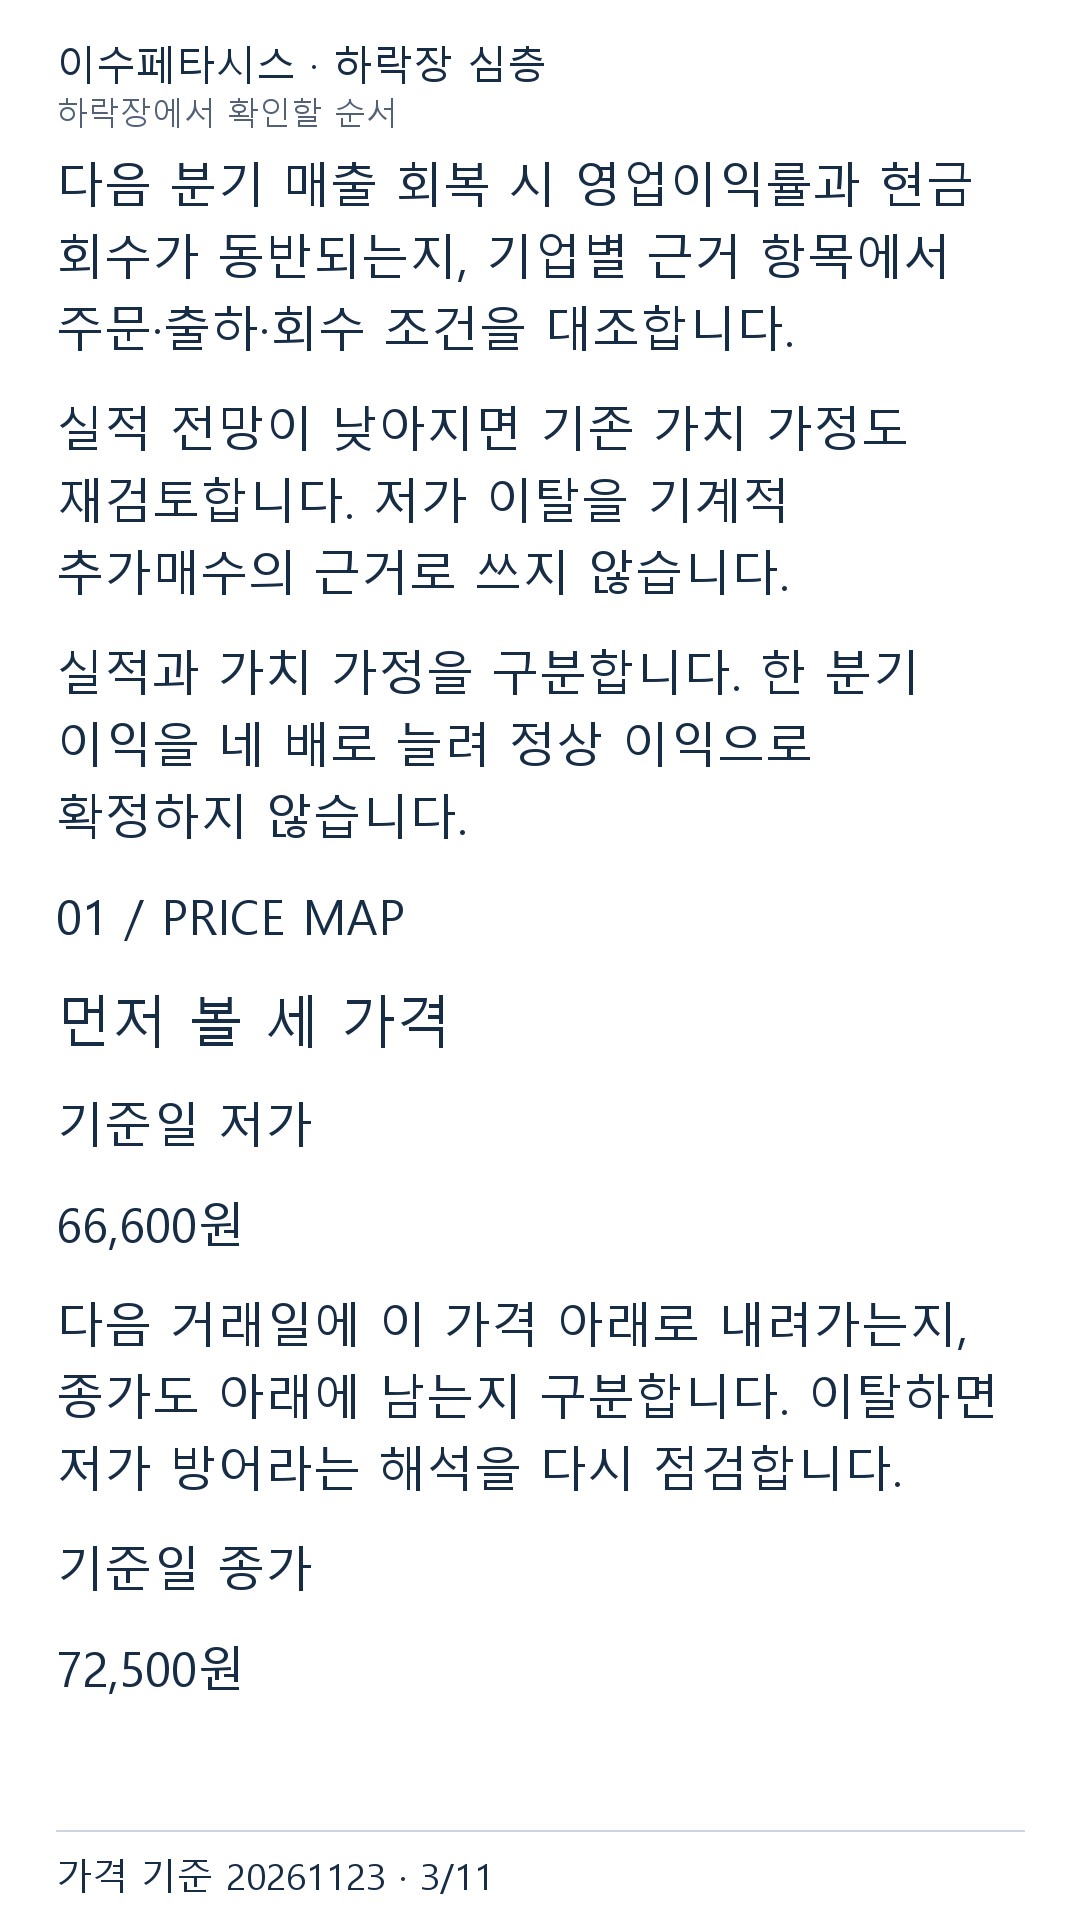 이수페타시스 · 하락장 심층
하락장에서 확인할 순서
다음 분기 매출 회복 시 영업이익률과 현금
회수가 동반되는지, 기업별 근거 항목에서
주문·출하·회수 조건을 대조합니다.
실적 전망이 낮아지면 기존 가치 가정도
재검토합니다. 저가 이탈을 기계적
추가매수의 근거로 쓰지 않습니다.
실적과 가치 가정을 구분합니다. 한 분기
이익을 네 배로 늘려 정상 이익으로
확정하지 않습니다.
01 / PRICE MAP
먼저 볼 세 가격
기준일 저가
66,600원
다음 거래일에 이 가격 아래로 내려가는지,
종가도 아래에 남는지 구분합니다. 이탈하면
저가 방어라는 해석을 다시 점검합니다.
기준일 종가
72,500원
가격 기준 20261123 · 3/11